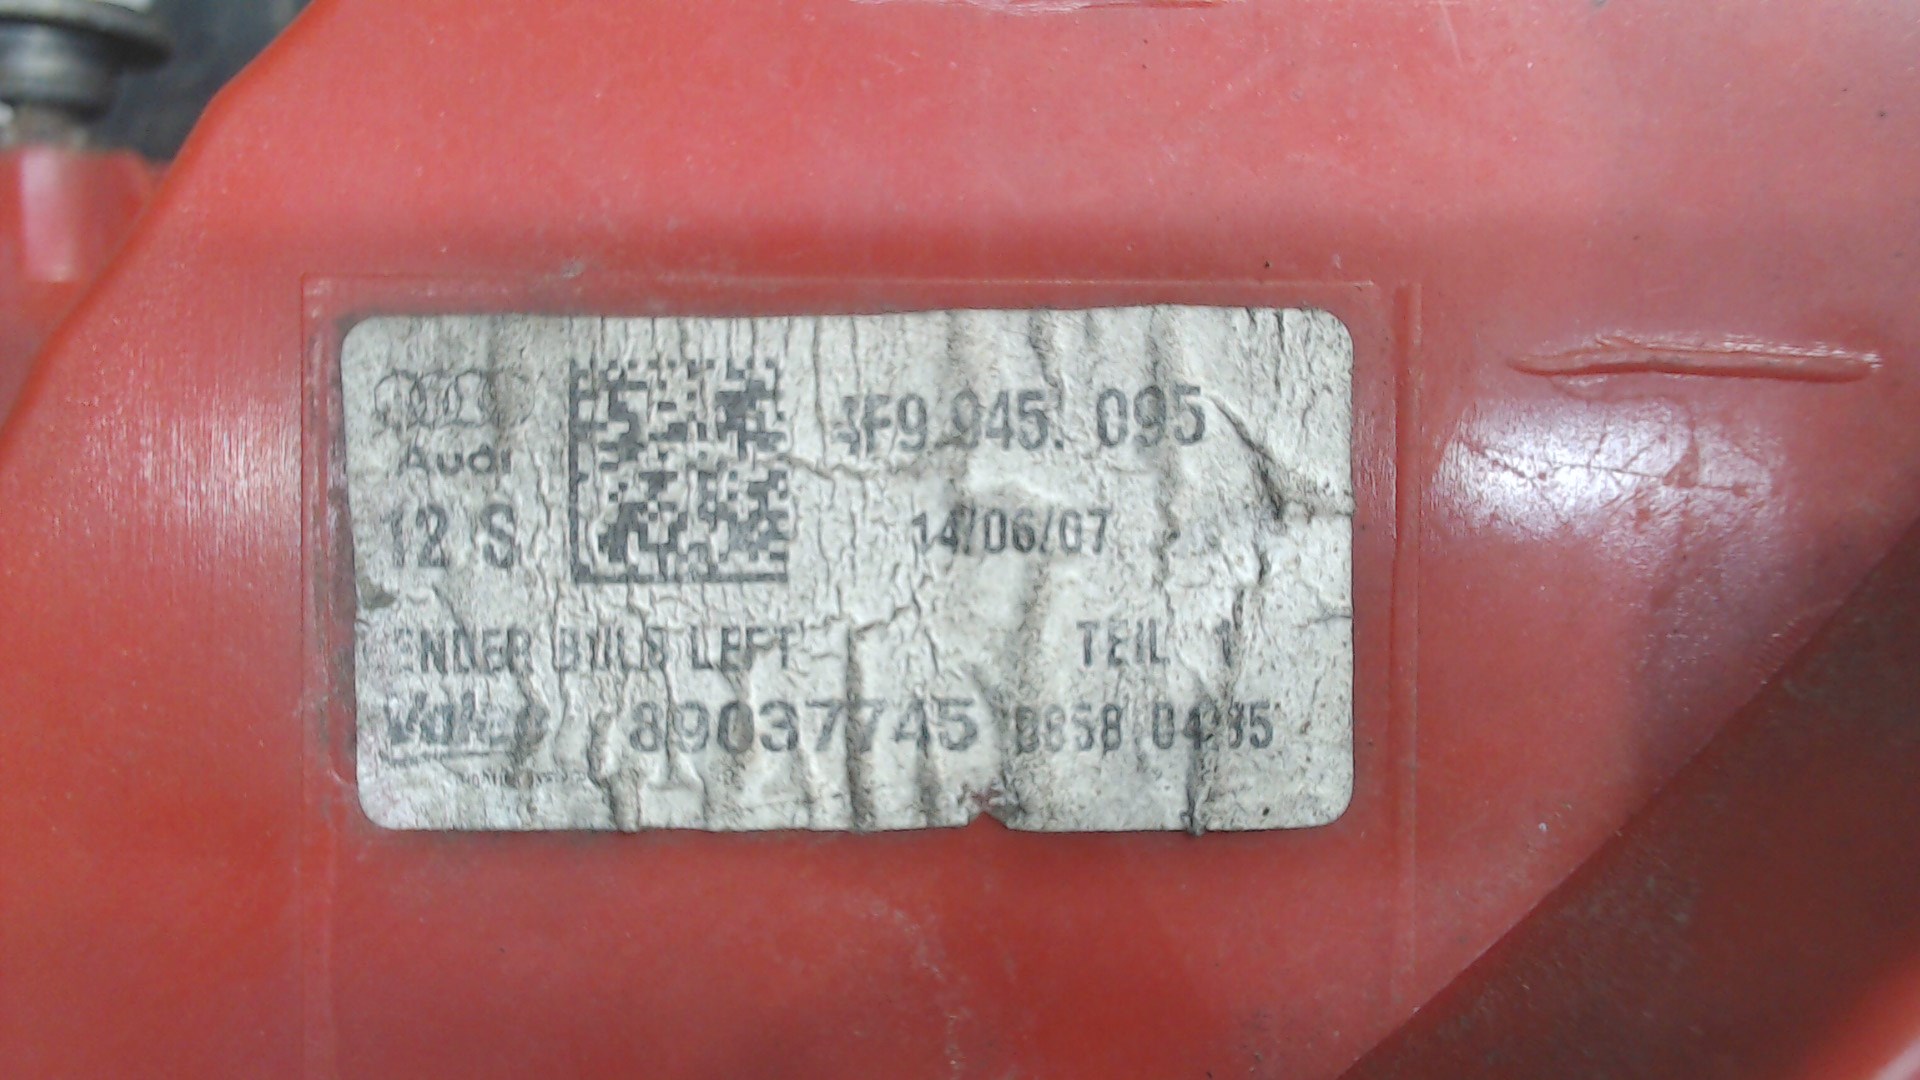 4F9.945. 095
Audi
12 S
14/06/07
FENDER BULB LEFT TEIL 1
Valeo 89037745